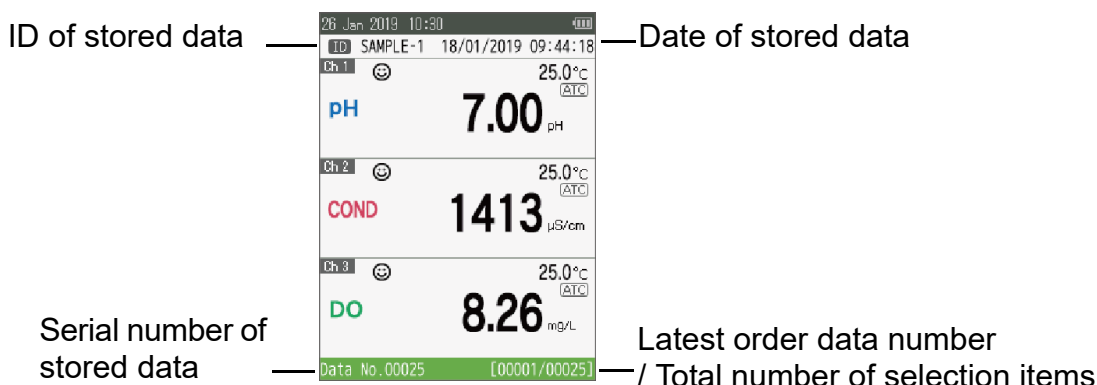 26 Jan 2019 10:30
ID of stored data
ID SAMPLE-1 18/01/2019 09:44:18
Date of stored data
Ch 1 25.0°C
ATC
pH 7.00 pH
Ch 2 25.0°C
ATC
COND 1413 µS/cm
Ch 3 25.0°C
ATC
DO 8.26 mg/L
Serial number of
stored data
Data No.00025 [00001/00025]
Latest order data number
/ Total number of selection items